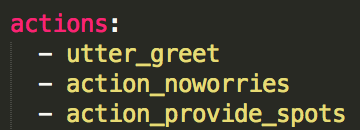 actions:
- utter_greet
- action_noworries
- action_provide_spots